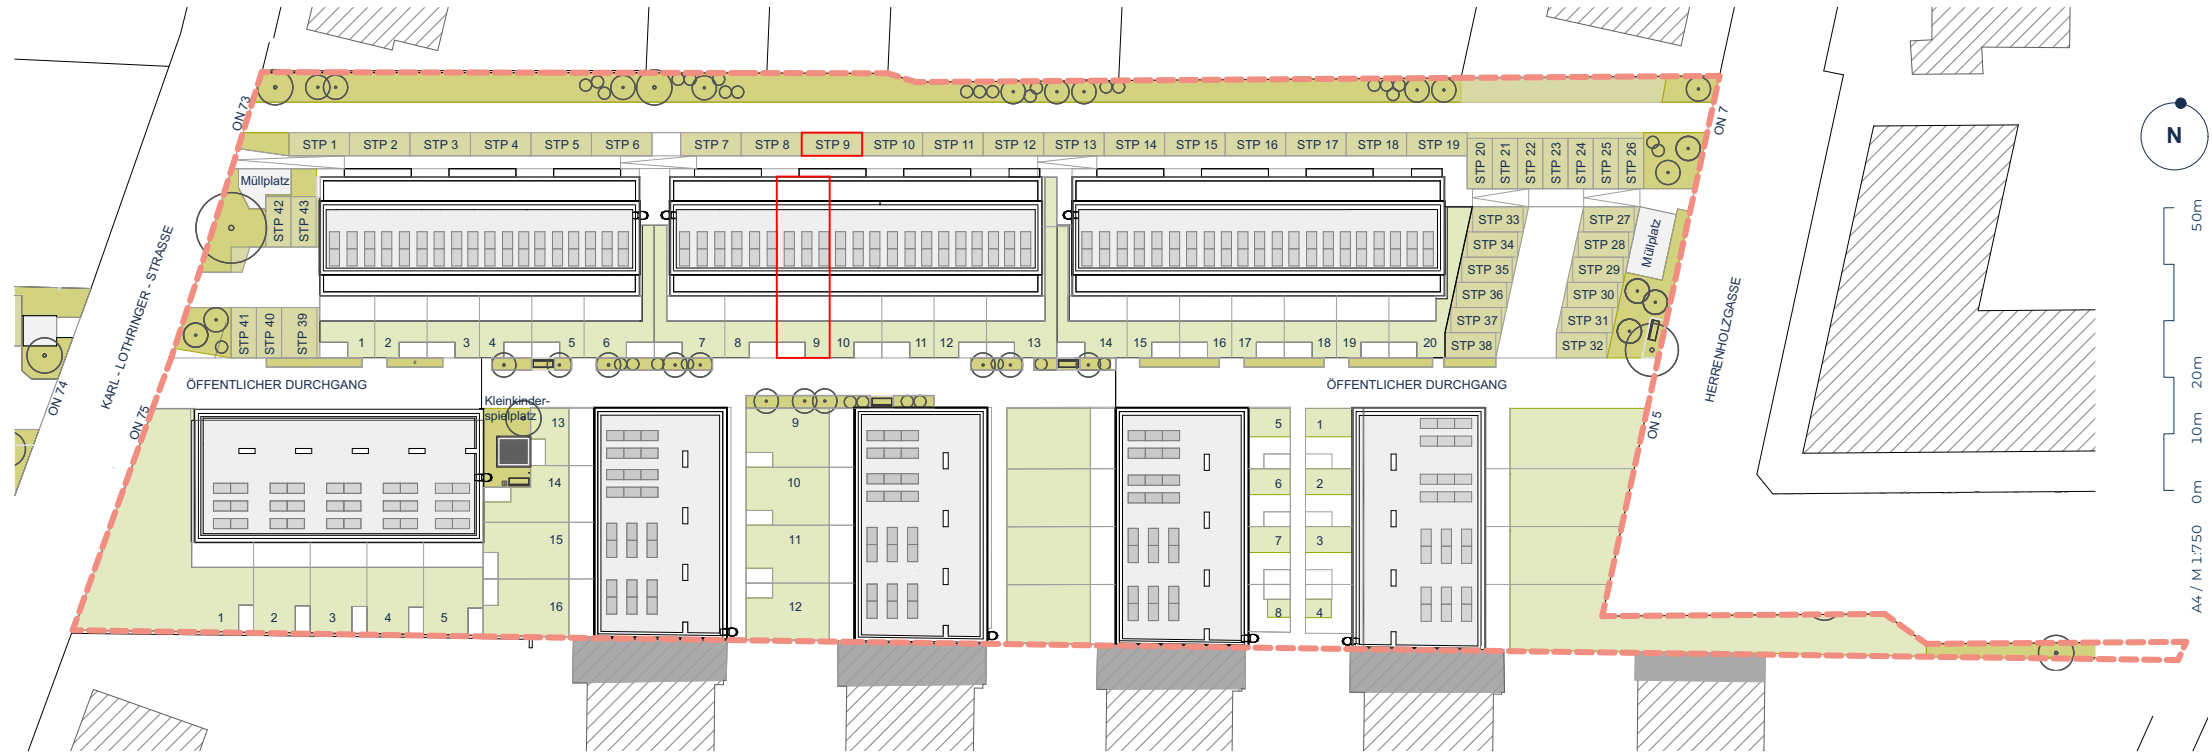 ON 73
ON 7
STP 1 STP 2 STP 3 STP 4 STP 5 STP 6 STP 7 STP 8 STP 9 STP 10 STP 11 STP 12 STP 13 STP 14 STP 15 STP 16 STP 17 STP 18 STP 19
STP 20 STP 21 STP 22 STP 23 STP 24 STP 25 STP 26
N
Müllplatz
STP 42 STP 43
STP 33 STP 27
STP 34 STP 28
STP 35 STP 29
STP 36 STP 30
STP 37 STP 31
STP 38 STP 32
Müllplatz
STP 41 STP 40 STP 39
1 2 3 4 5 6 7 8 9 10 11 12 13 14 15 16 17 18 19 20
KARL - LOTHRINGER - STRASSE
HERRENHOLZGASSE
ON 74
ON 75
ON 5
ÖFFENTLICHER DURCHGANG
ÖFFENTLICHER DURCHGANG
Kleinkinder-
spielplatz
13 9 5 1
14 10 6 2
15 11 7 3
16 12 8 4
1 2 3 4 5
50m
20m
10m
0m
A4 / M 1:750